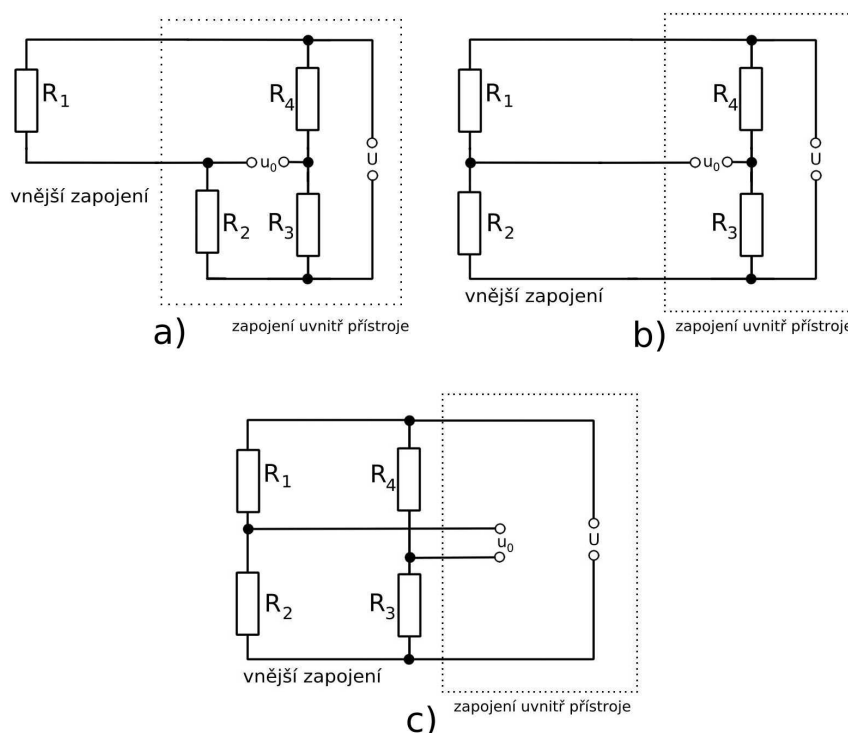 R1
R4
u0
U
vnější zapojení
R2
R3
a)
zapojení uvnitř přístroje
R1
R4
u0
U
R2
R3
vnější zapojení
b)
zapojení uvnitř přístroje
R1
R4
u0
U
R2
R3
vnější zapojení
c)
zapojení uvnitř přístroje